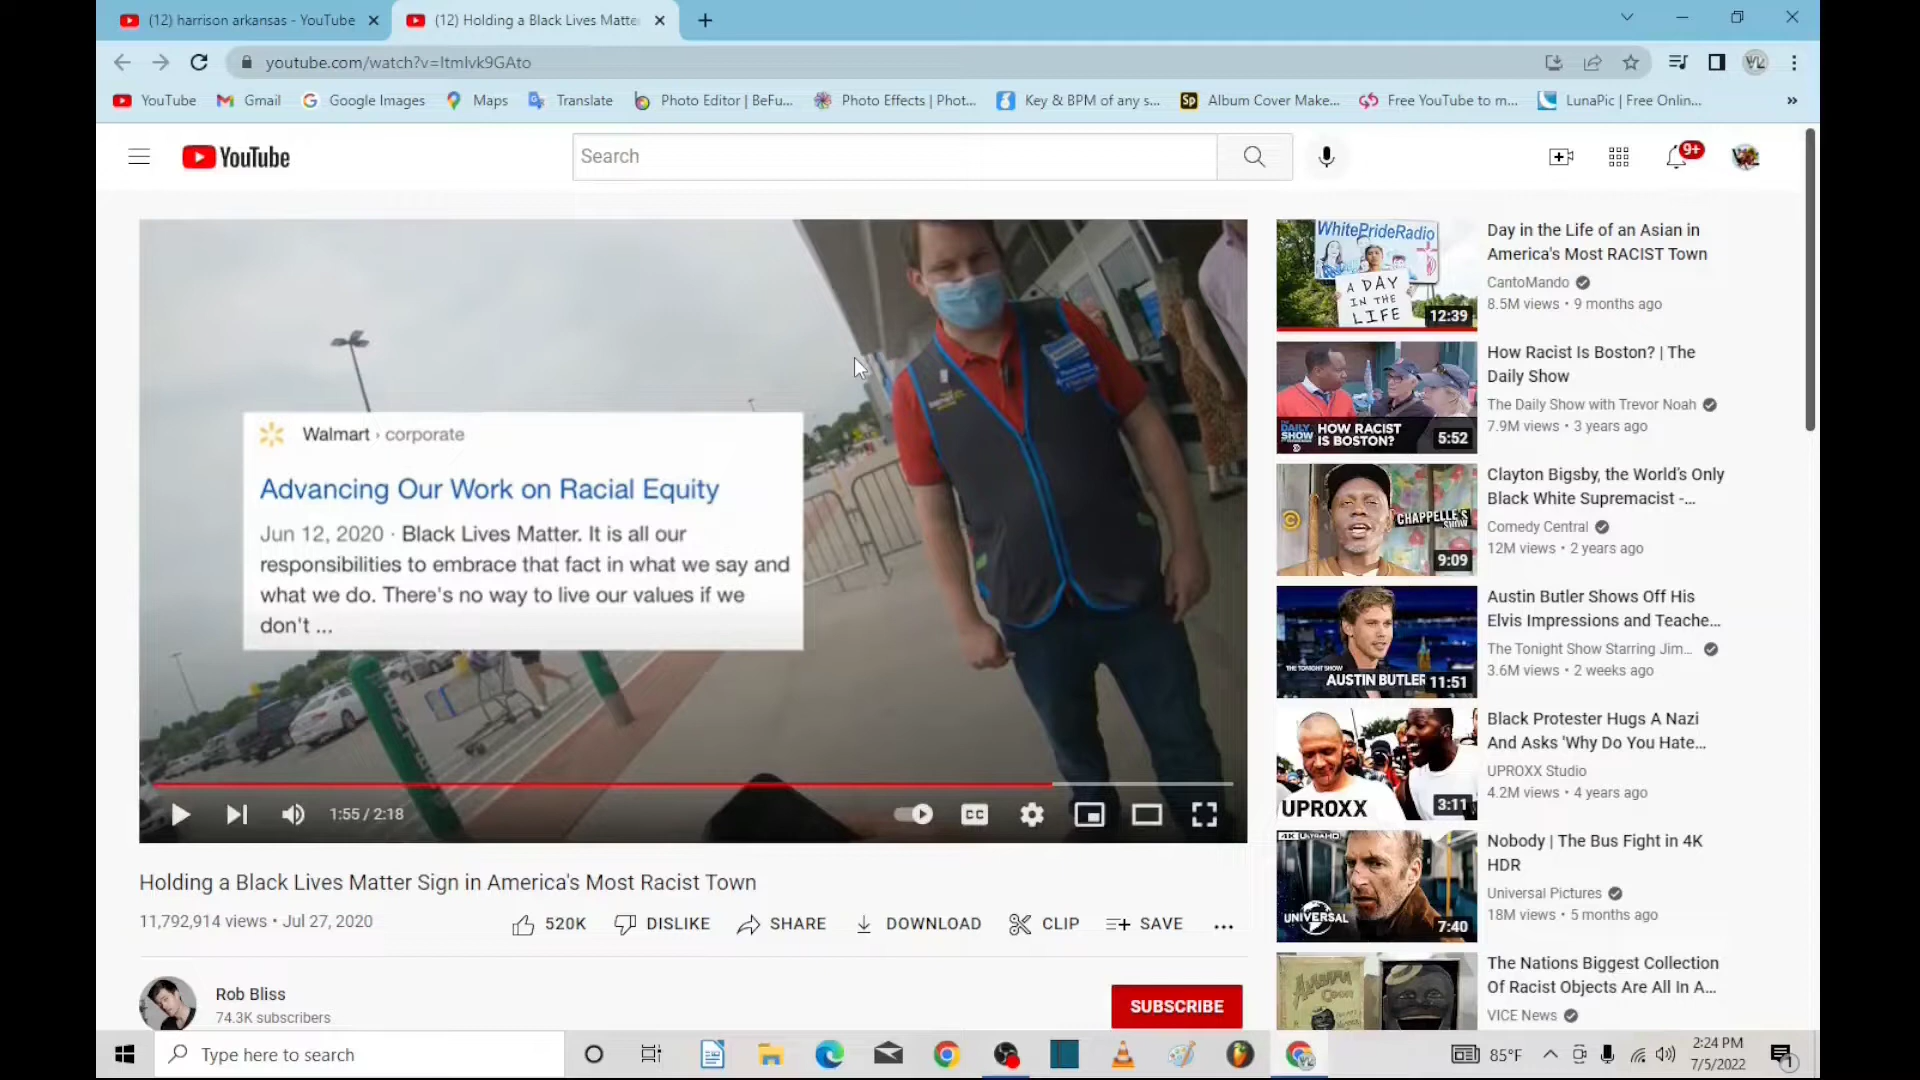 (12) harrison arkansas - YouTube
(12) Holding a Black Lives Matte
youtube.com/watch?v=ltmlvk9GAto
YouTube
Gmail
Google Images
Maps
Translate
Photo Editor | BeFu...
Photo Effects | Phot...
Key & BPM of any s...
Sp
Album Cover Make...
Free YouTube to m...
LunaPic | Free Onlin...
»
YouTube
Search
9+
Walmart › corporate
Advancing Our Work on Racial Equity
Jun 12, 2020 · Black Lives Matter. It is all our
responsibilities to embrace that fact in what we say and
what we do. There's no way to live our values if we
don't ...
1:55 / 2:18
CC
Holding a Black Lives Matter Sign in America's Most Racist Town
11,792,914 views • Jul 27, 2020
520K
DISLIKE
SHARE
DOWNLOAD
CLIP
SAVE
...
Rob Bliss
74.3K subscribers
SUBSCRIBE
WhitePrideRadio
A DAY
IN THE
LIFE
12:39
Day in the Life of an Asian in
America's Most RACIST Town
CantoMando
8.5M views • 9 months ago
THE DAILY SHOW
HOW RACIST
IS BOSTON?
5:52
How Racist Is Boston? | The
Daily Show
The Daily Show with Trevor Noah
7.9M views • 3 years ago
CHAPPELLE'S
SHOW
9:09
Clayton Bigsby, the World's Only
Black White Supremacist -...
Comedy Central
12M views • 2 years ago
THE TONIGHT SHOW
AUSTIN BUTLER
11:51
Austin Butler Shows Off His
Elvis Impressions and Teache...
The Tonight Show Starring Jim...
3.6M views • 2 weeks ago
UPROXX
3:11
Black Protester Hugs A Nazi
And Asks 'Why Do You Hate...
UPROXX Studio
4.2M views • 4 years ago
4K ULTRAHD
UNIVERSAL
7:40
Nobody | The Bus Fight in 4K
HDR
Universal Pictures
18M views • 5 months ago
The Nations Biggest Collection
Of Racist Objects Are All In A...
VICE News
Type here to search
85°F
2:24 PM
7/5/2022
1